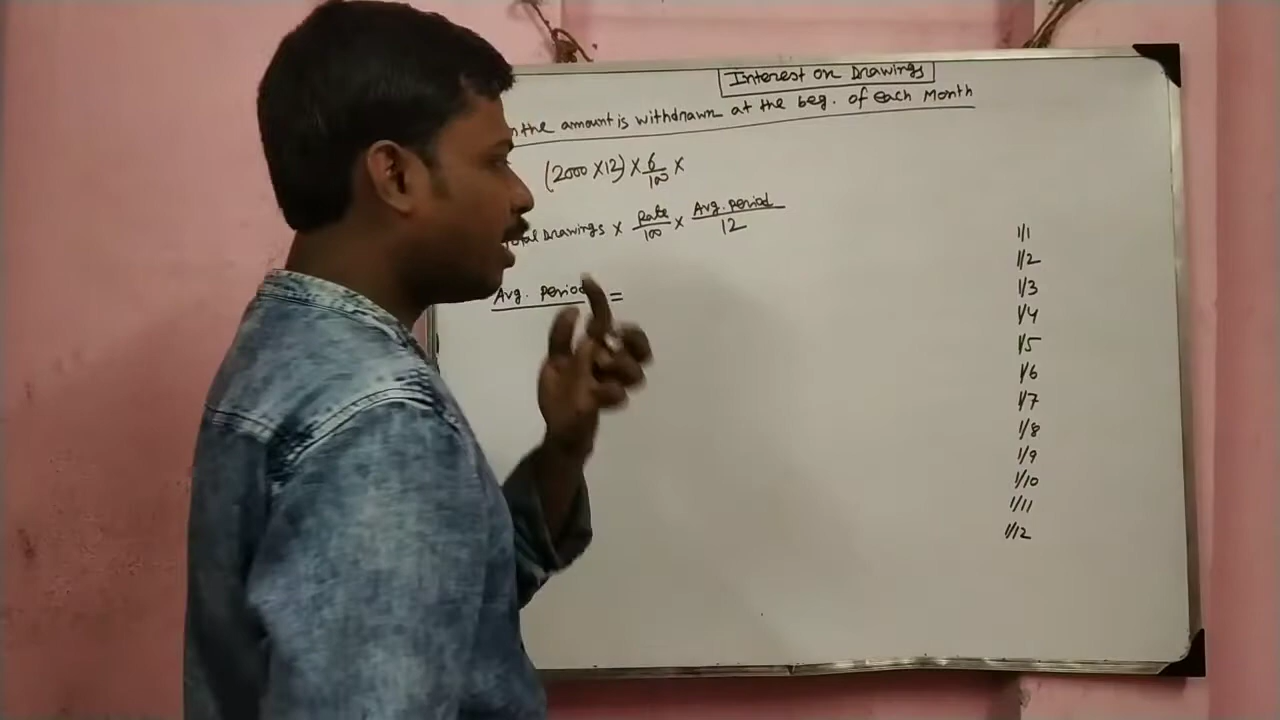 Interest on Drawings
the amount is withdrawn at the beg. of each Month
(2000 x 12) x 6/100 x
Total Drawings x Rate/100 x Avg. period/12
Avg. period =
1/1
1/2
1/3
1/4
1/5
1/6
1/7
1/8
1/9
1/10
1/11
1/12